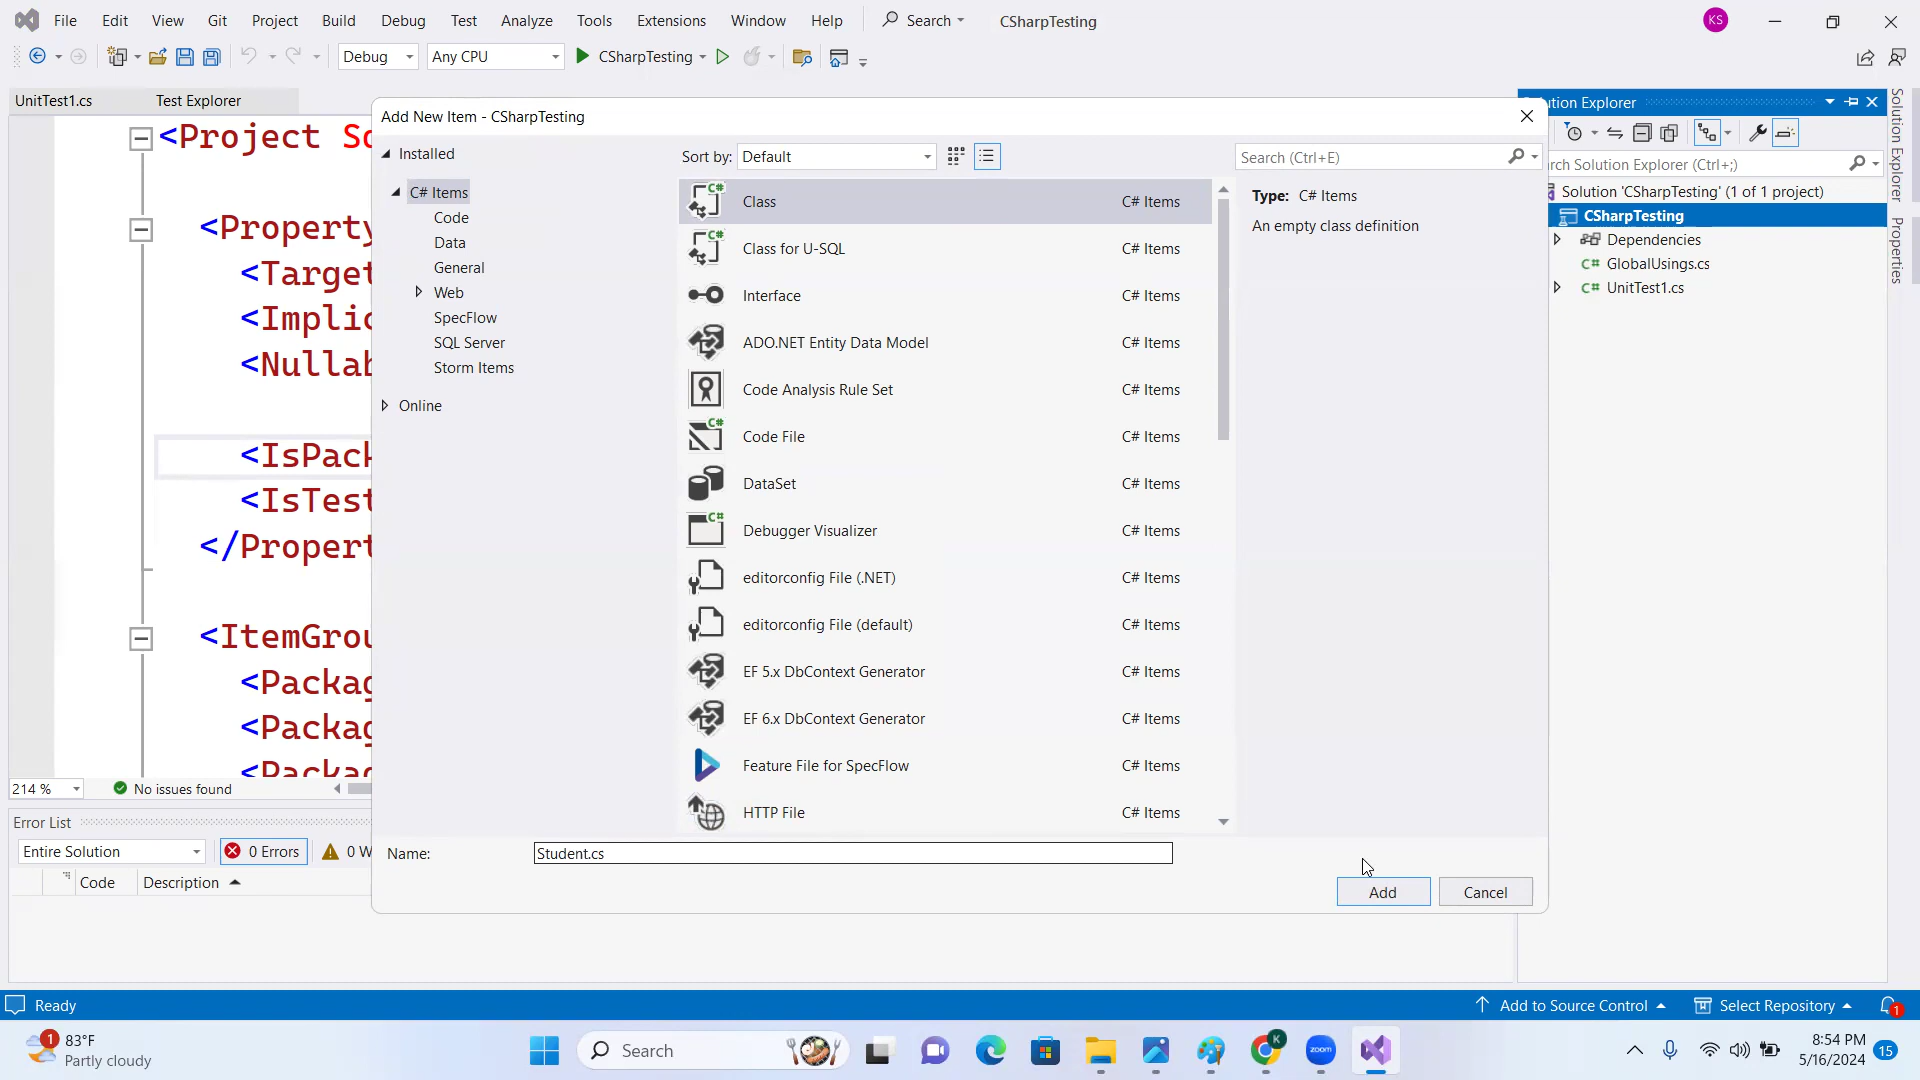 File Edit View Git Project Build Debug Test Analyze Tools Extensions Window Help Search CSharpTesting KS
Debug Any CPU CSharpTesting
UnitTest1.cs Test Explorer
<Project
<Property
<Target
<Implic
<Nullab
<IsPack
<IsTest
</Propert
<ItemGrou
<Packag
<Packag
<Packag
214 % No issues found
Error List
Entire Solution 0 Errors 0 W
Code Description
Add New Item - CSharpTesting
Installed
C# Items
Code
Data
General
Web
SpecFlow
SQL Server
Storm Items
Online
Sort by: Default
Search (Ctrl+E)
Class C# Items
Class for U-SQL C# Items
Interface C# Items
ADO.NET Entity Data Model C# Items
Code Analysis Rule Set C# Items
Code File C# Items
DataSet C# Items
Debugger Visualizer C# Items
editorconfig File (.NET) C# Items
editorconfig File (default) C# Items
EF 5.x DbContext Generator C# Items
EF 6.x DbContext Generator C# Items
Feature File for SpecFlow C# Items
HTTP File C# Items
Type: C# Items
An empty class definition
Name: Student.cs
Add Cancel
ution Explorer
rch Solution Explorer (Ctrl+;)
Solution 'CSharpTesting' (1 of 1 project)
CSharpTesting
Dependencies
C# GlobalUsings.cs
C# UnitTest1.cs
Solution Explorer
Properties
Ready Add to Source Control Select Repository 1
1 83°F
Partly cloudy
Search
K
zoom
8:54 PM
5/16/2024
15